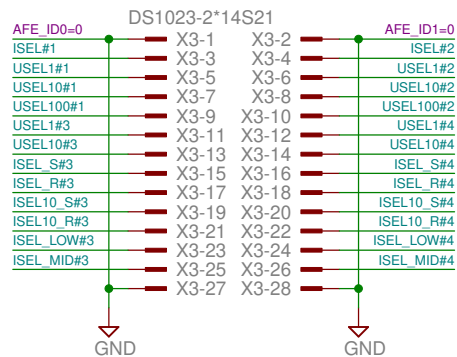 DS1023-2*14S21
AFE_ID0=0 X3-1 X3-2 AFE_ID1=0
ISEL#1 X3-3 X3-4 ISEL#2
USEL1#1 X3-5 X3-6 USEL1#2
USEL10#1 X3-7 X3-8 USEL10#2
USEL100#1 X3-9 X3-10 USEL100#2
USEL1#3 X3-11 X3-12 USEL1#4
USEL10#3 X3-13 X3-14 USEL10#4
ISEL_S#3 X3-15 X3-16 ISEL_S#4
ISEL_R#3 X3-17 X3-18 ISEL_R#4
ISEL10_S#3 X3-19 X3-20 ISEL10_S#4
ISEL10_R#3 X3-21 X3-22 ISEL10_R#4
ISEL_LOW#3 X3-23 X3-24 ISEL_LOW#4
ISEL_MID#3 X3-25 X3-26 ISEL_MID#4
X3-27 X3-28
GND GND